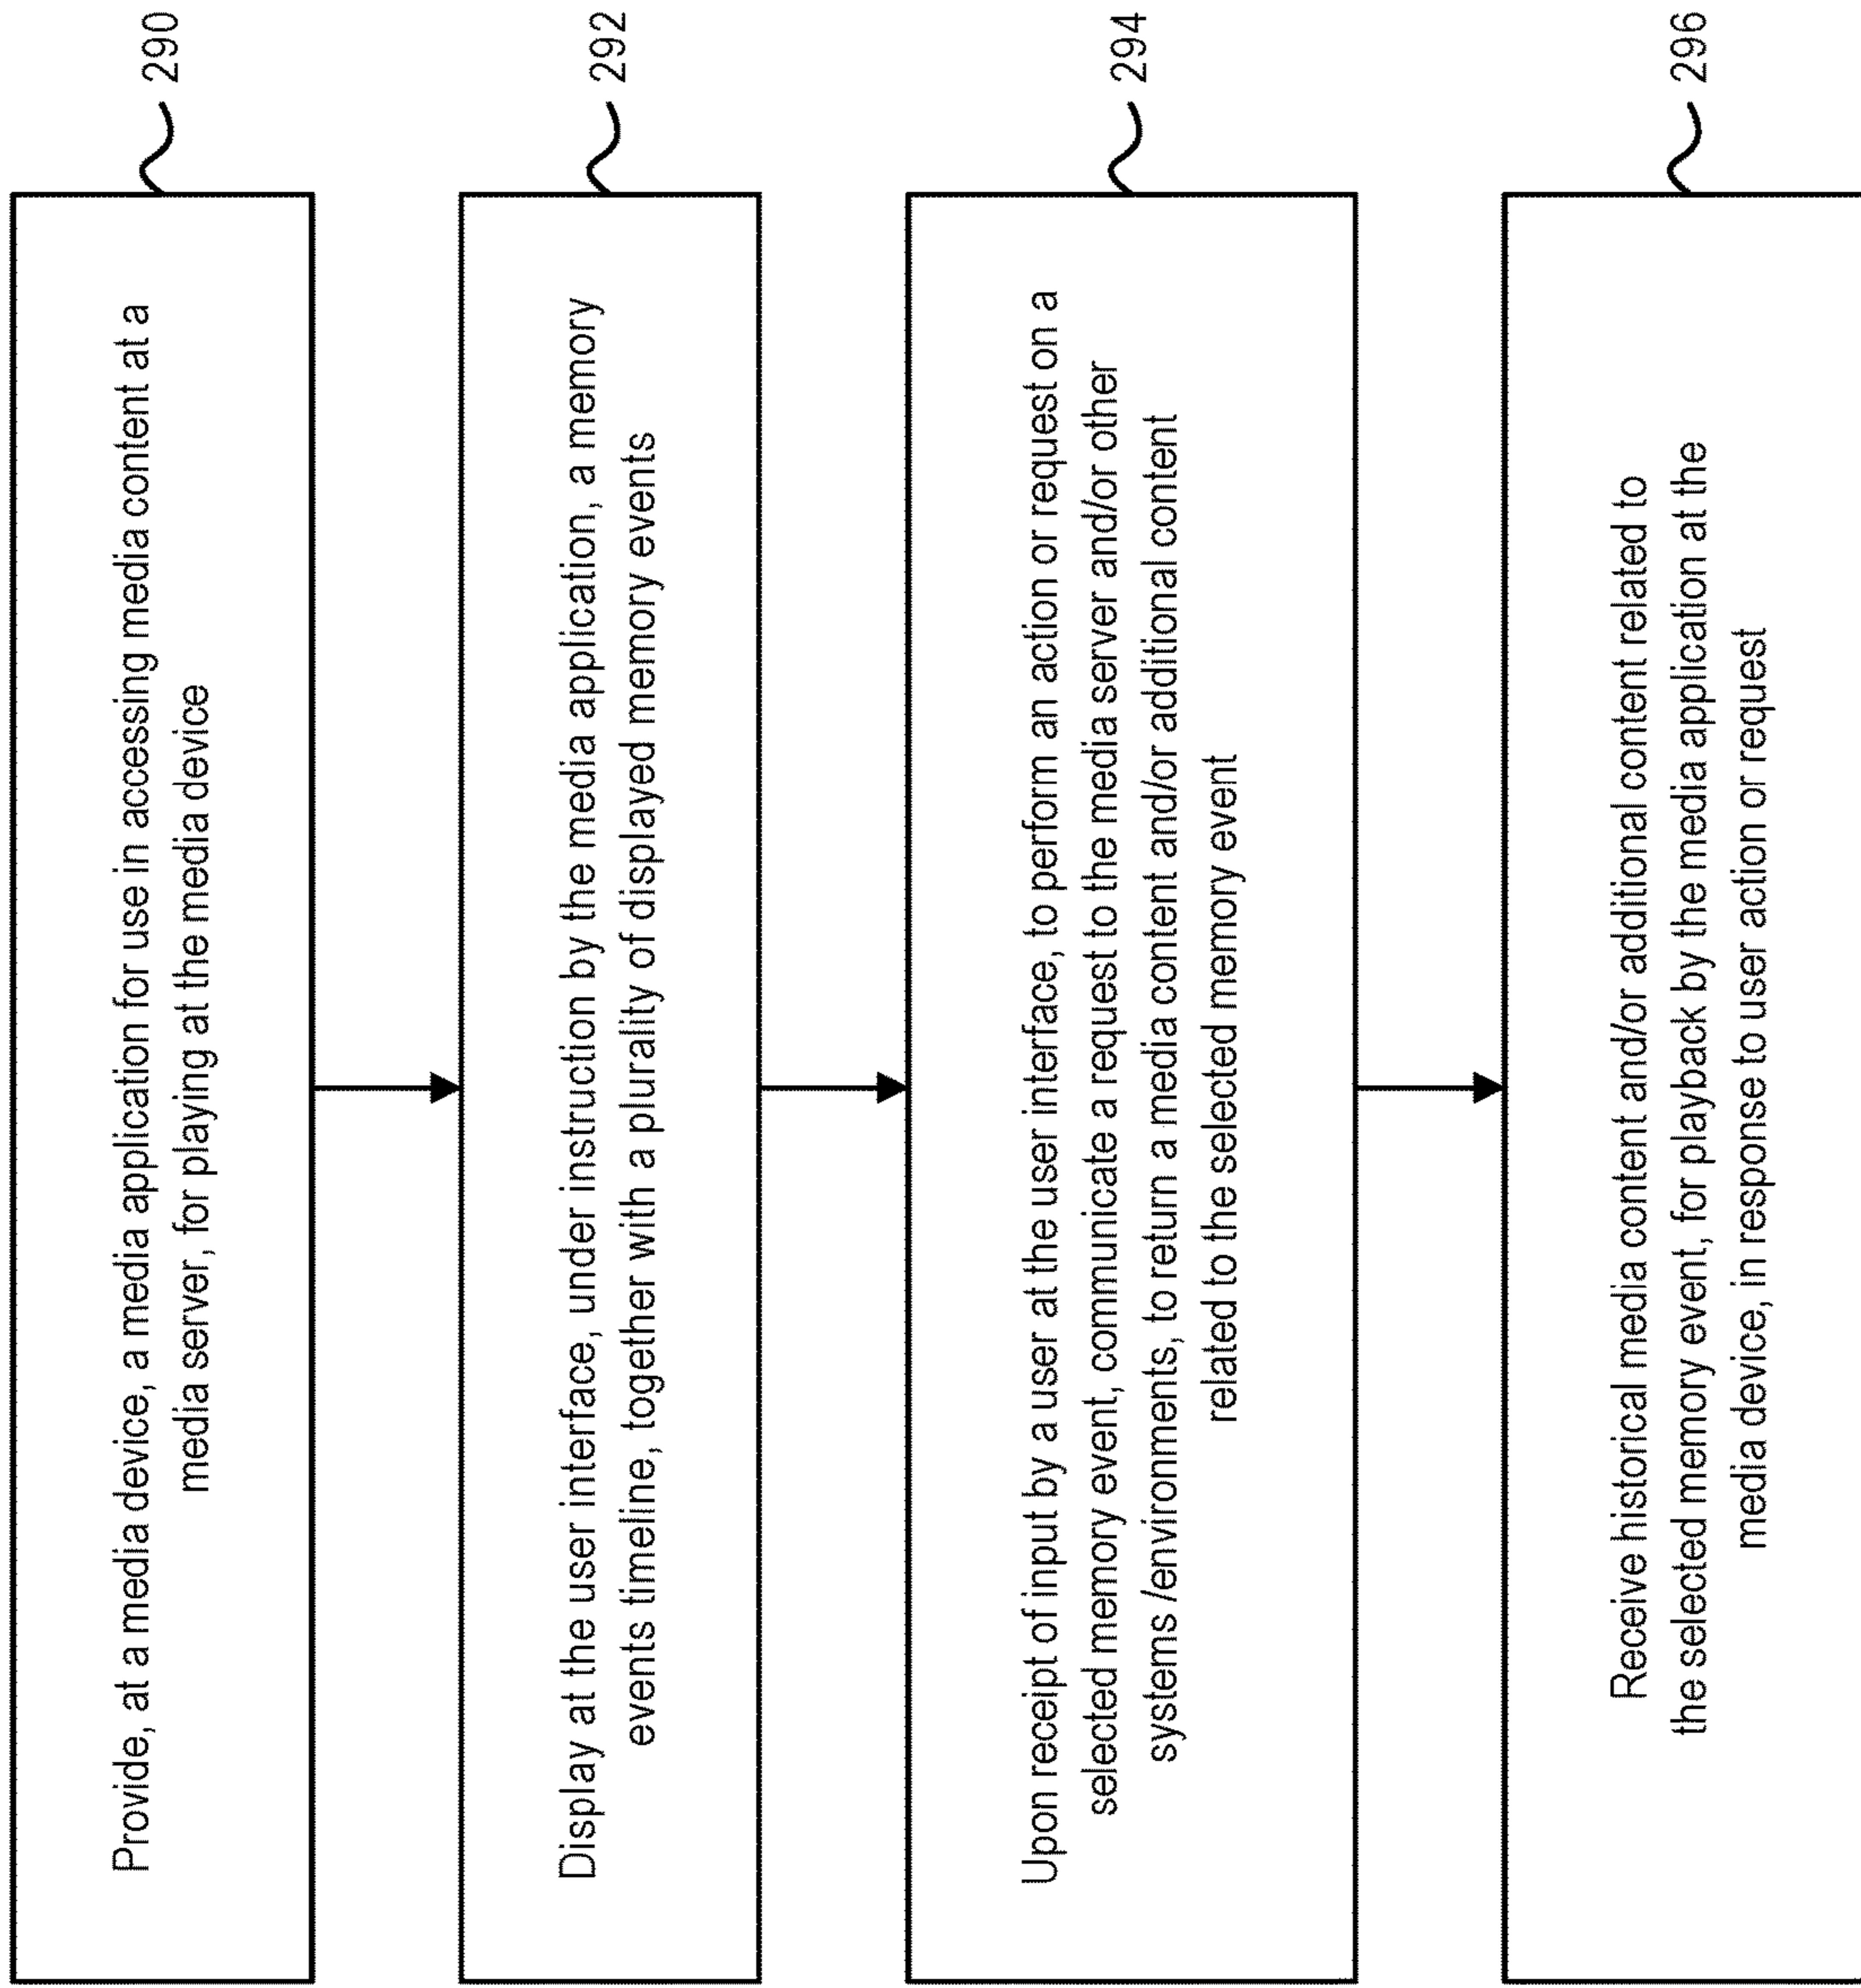 290
Provide, at a media device, a media application for use in accessing media content at a
media server, for playing at the media device
292
Display at the user interface, under instruction by the media application, a memory
events timeline, together with a plurality of displayed memory events
294
Upon receipt of input by a user at the user interface, to perform an action or request on a
selected memory event, communicate a request to the media server and/or other
systems /environments, to return a media content and/or additional content
related to the selected memory event
296
Receive historical media content and/or additional content related to
the selected memory event, for playback by the media application at the
media device, in response to user action or request